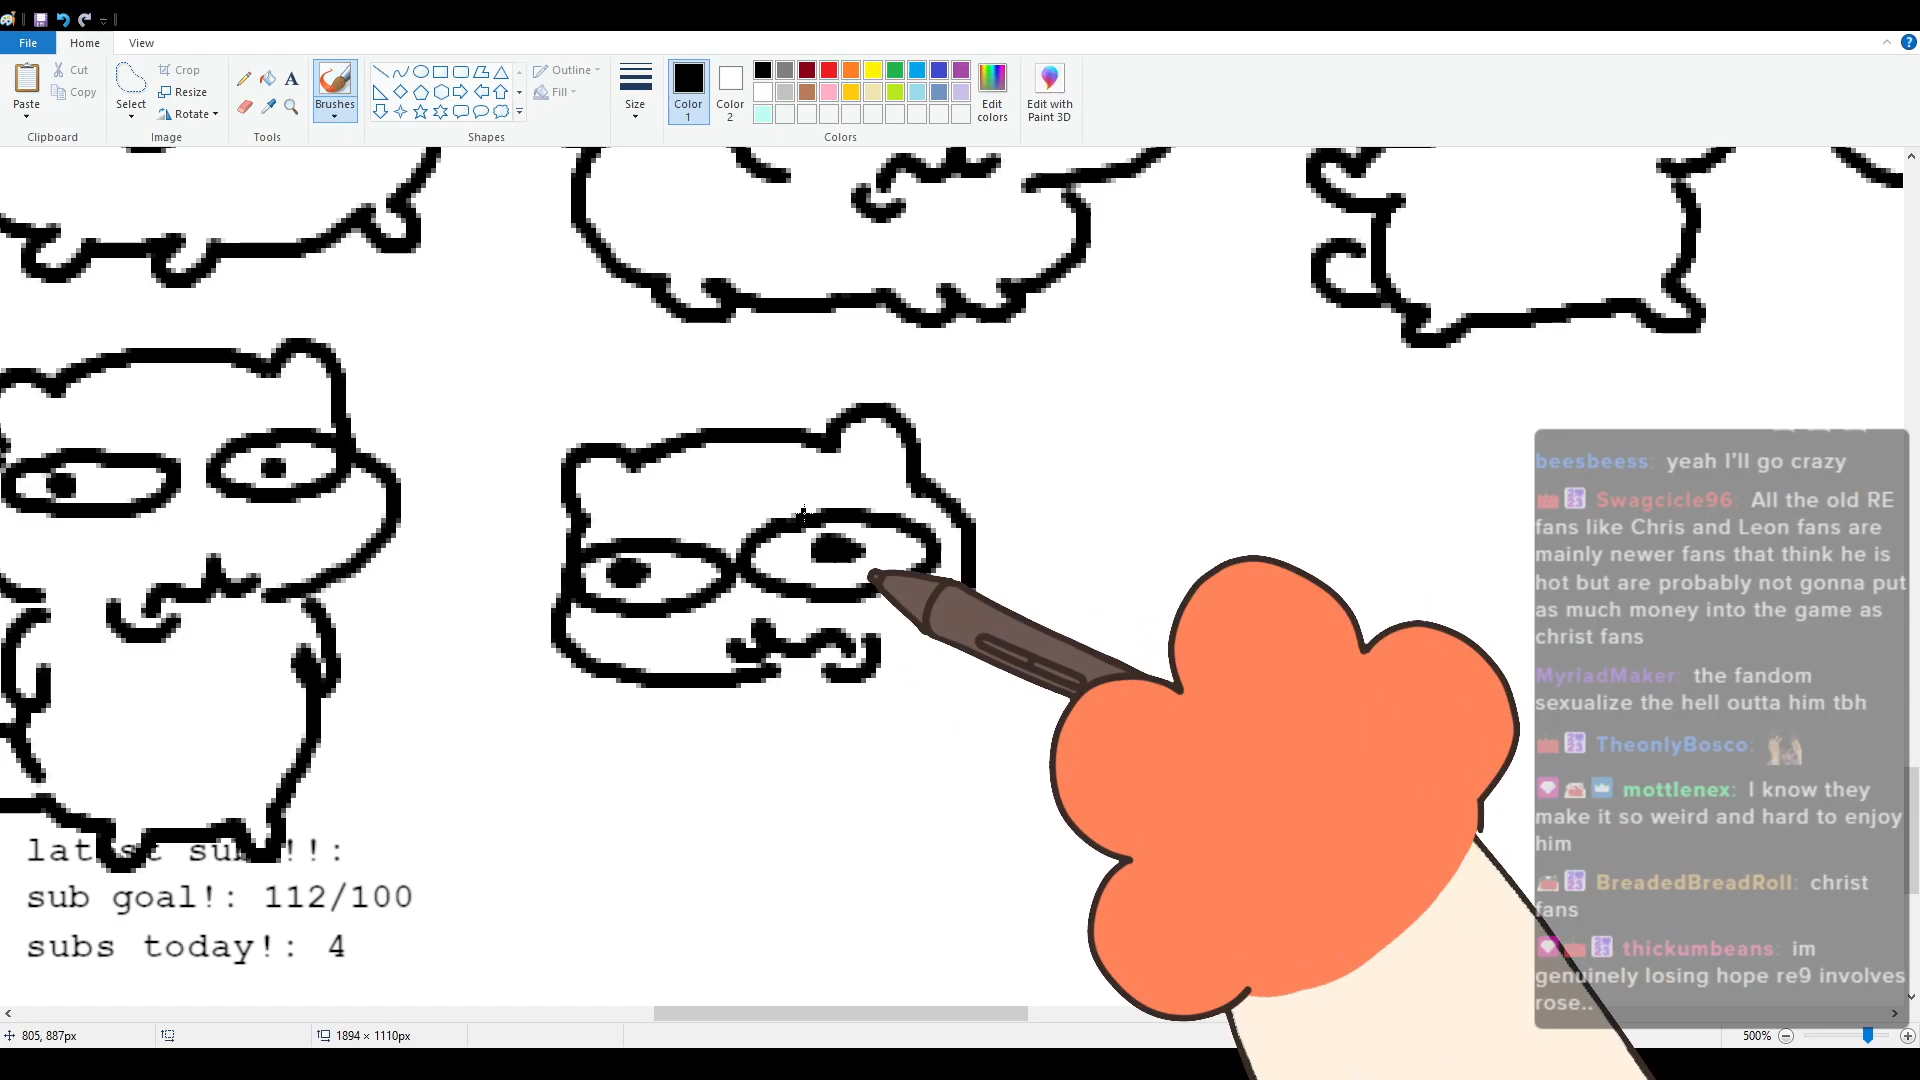 File Home View
Paste
Cut
Copy
Clipboard
Select
Crop
Resize
Rotate
Image
A
Tools
Brushes
Outline
Fill
Shapes
Size
Color 1
Color 2
Colors
Edit colors
Edit with Paint 3D
?
beesbeess: yeah I'll go crazy
Swagcicle96: All the old RE
fans like Chris and Leon fans are
mainly newer fans that think he is
hot but are probably not gonna put
as much money into the game as
christ fans
MyriadMaker: the fandom
sexualize the hell outta him tbh
TheonlyBosco:
mottlenex: I know they
make it so weird and hard to enjoy
him
BreadedBreadRoll: christ
fans
thickumbeans: im
genuinely losing hope re9 involves
rose..
latest sub!!:
sub goal!: 112/100
subs today!: 4
805, 887px
1894 × 1110px
500%